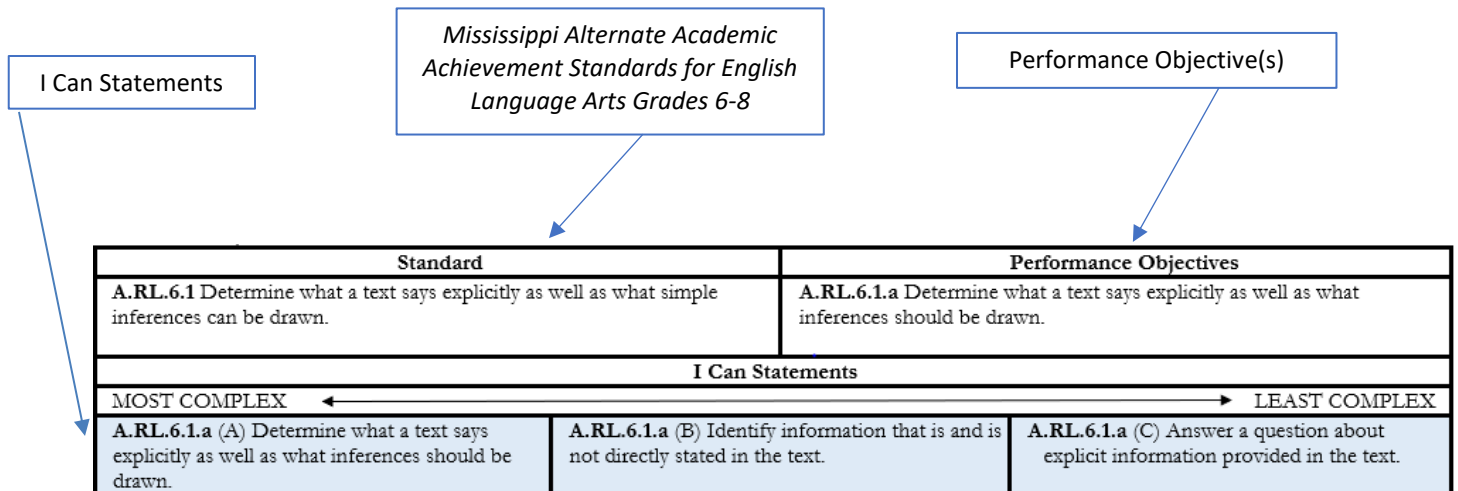 Mississippi Alternate Academic
Achievement Standards for English
Language Arts Grades 6-8
Performance Objective(s)
I Can Statements
Standard
Performance Objectives
A.RL.6.1 Determine what a text says explicitly as well as what simple
inferences can be drawn.
A.RL.6.1.a Determine what a text says explicitly as well as what
inferences should be drawn.
I Can Statements
MOST COMPLEX
LEAST COMPLEX
A.RL.6.1.a (A) Determine what a text says
explicitly as well as what inferences should be
drawn.
A.RL.6.1.a (B) Identify information that is and is
not directly stated in the text.
A.RL.6.1.a (C) Answer a question about
explicit information provided in the text.